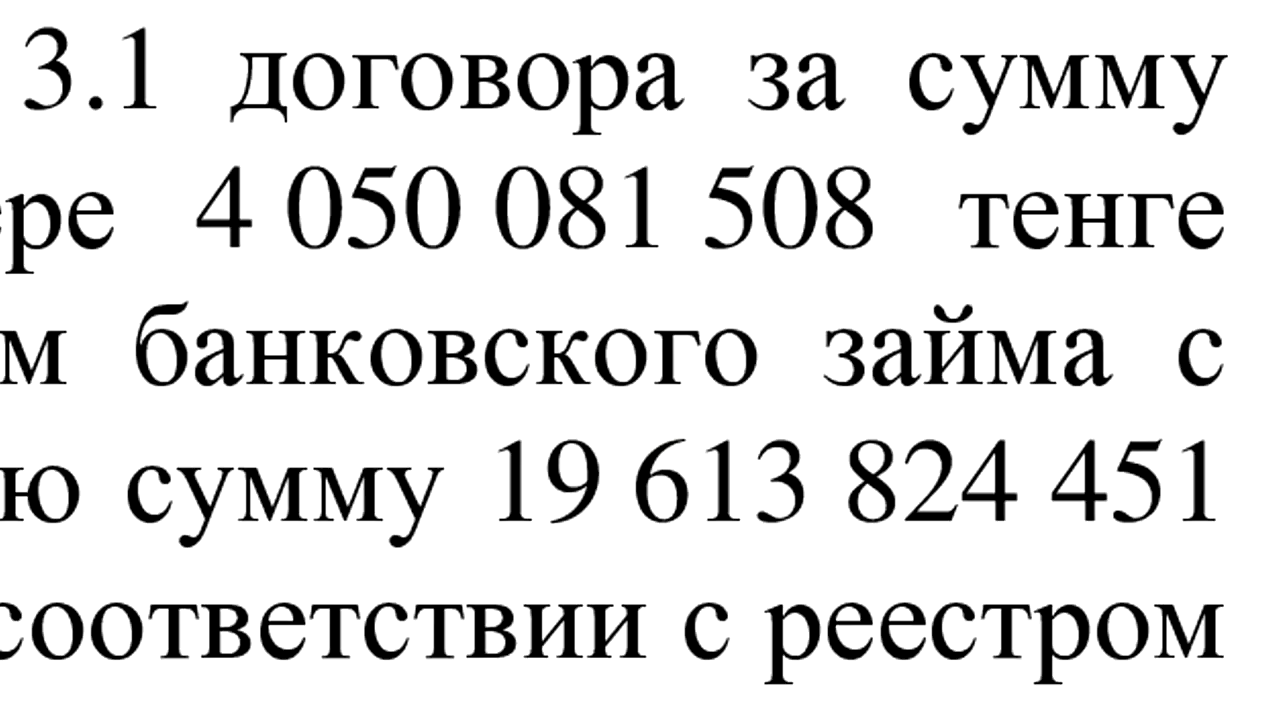 3.1 договора за сумму
ре 4 050 081 508 тенге
м банковского займа с
ю сумму 19 613 824 451
соответствии с реестром